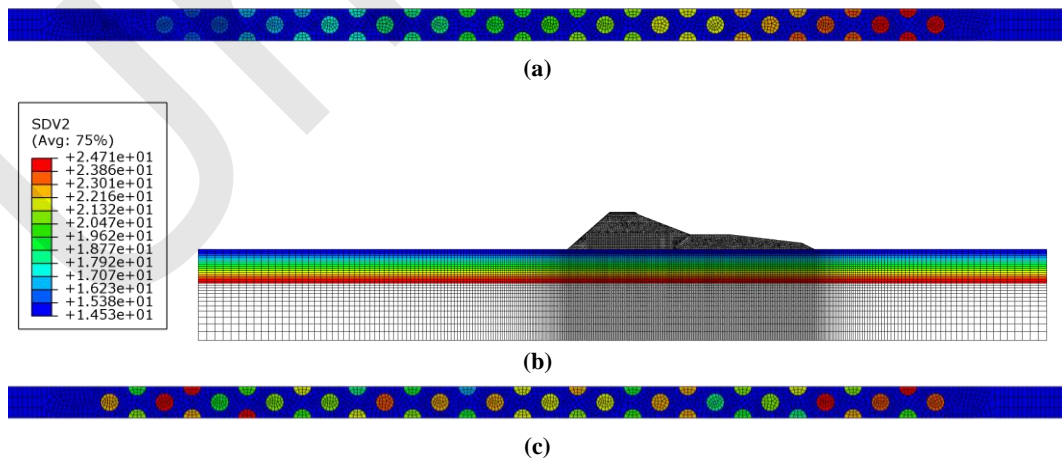 (a)
SDV2
(Avg: 75%)
+2.471e+01
+2.386e+01
+2.301e+01
+2.216e+01
+2.132e+01
+2.047e+01
+1.962e+01
+1.877e+01
+1.792e+01
+1.707e+01
+1.623e+01
+1.538e+01
+1.453e+01
(b)
(c)